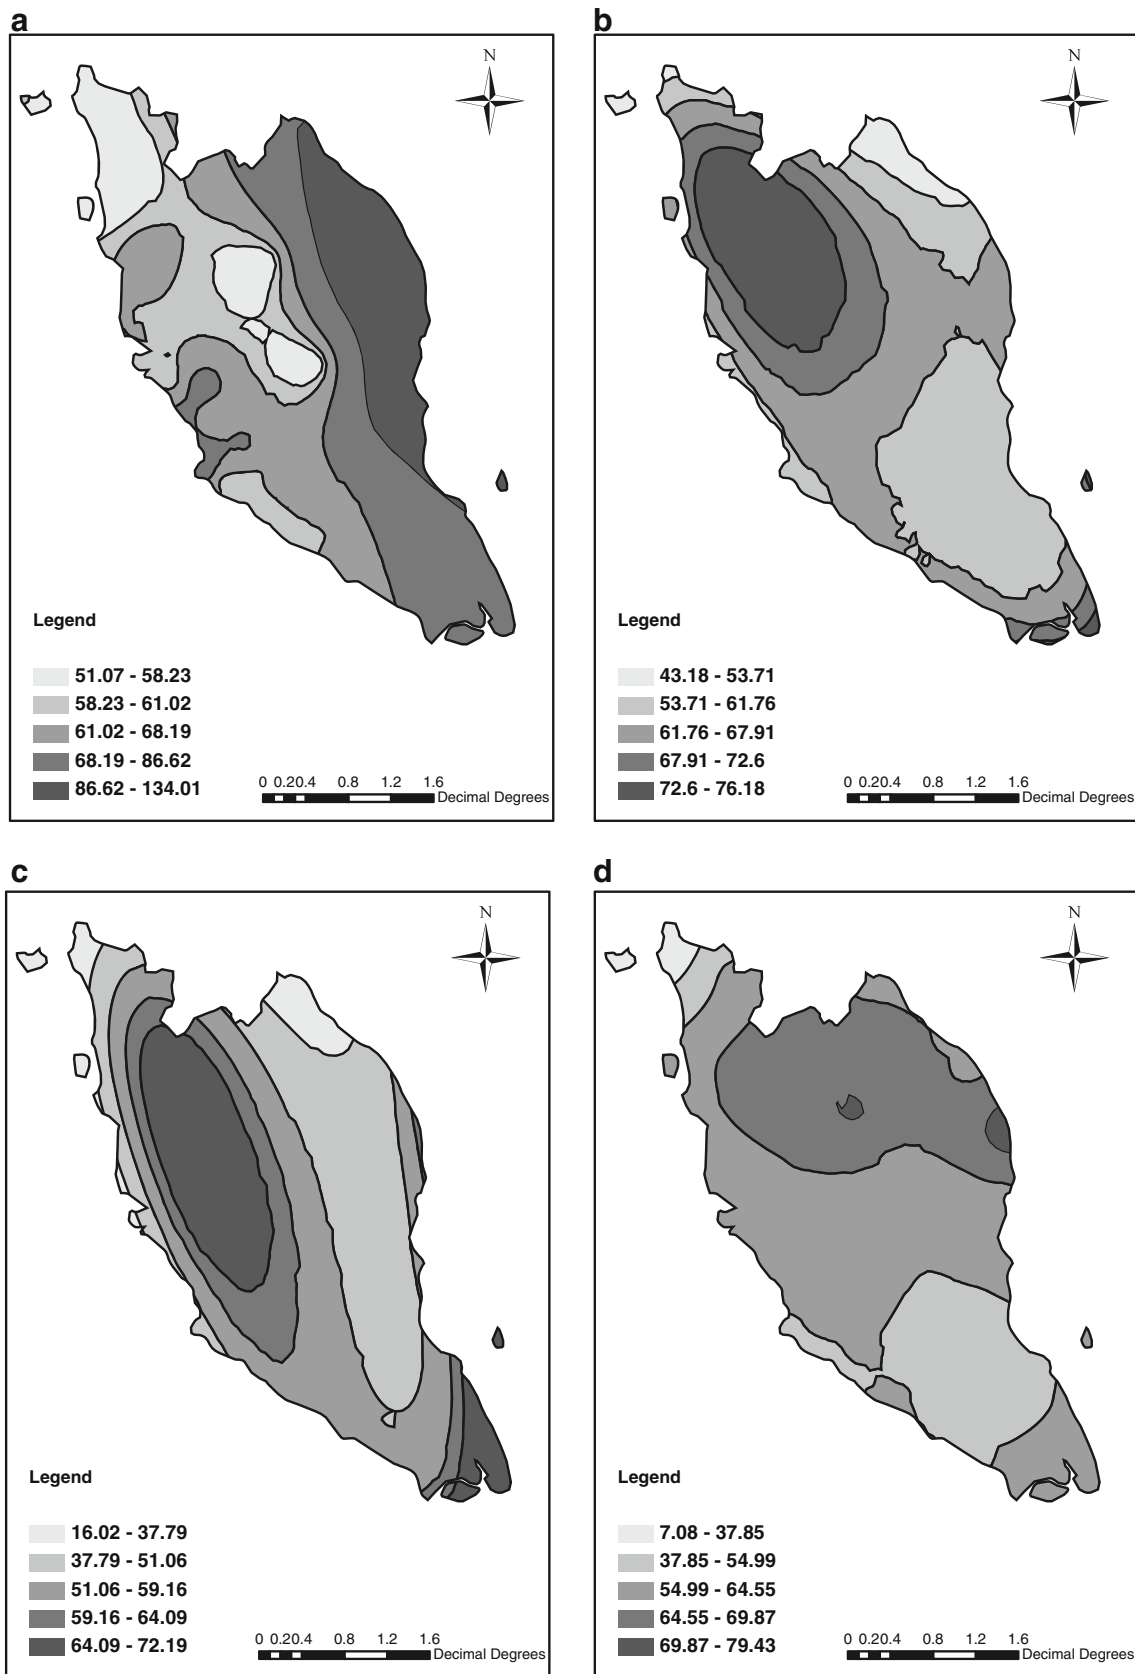 a
N
Legend
51.07 - 58.23
58.23 - 61.02
61.02 - 68.19
68.19 - 86.62
86.62 - 134.01
0 0.20.4 0.8 1.2 1.6
Decimal Degrees
b
N
Legend
43.18 - 53.71
53.71 - 61.76
61.76 - 67.91
67.91 - 72.6
72.6 - 76.18
0 0.20.4 0.8 1.2 1.6
Decimal Degrees
c
N
Legend
16.02 - 37.79
37.79 - 51.06
51.06 - 59.16
59.16 - 64.09
64.09 - 72.19
0 0.20.4 0.8 1.2 1.6
Decimal Degrees
d
N
Legend
7.08 - 37.85
37.85 - 54.99
54.99 - 64.55
64.55 - 69.87
69.87 - 79.43
0 0.20.4 0.8 1.2 1.6
Decimal Degrees